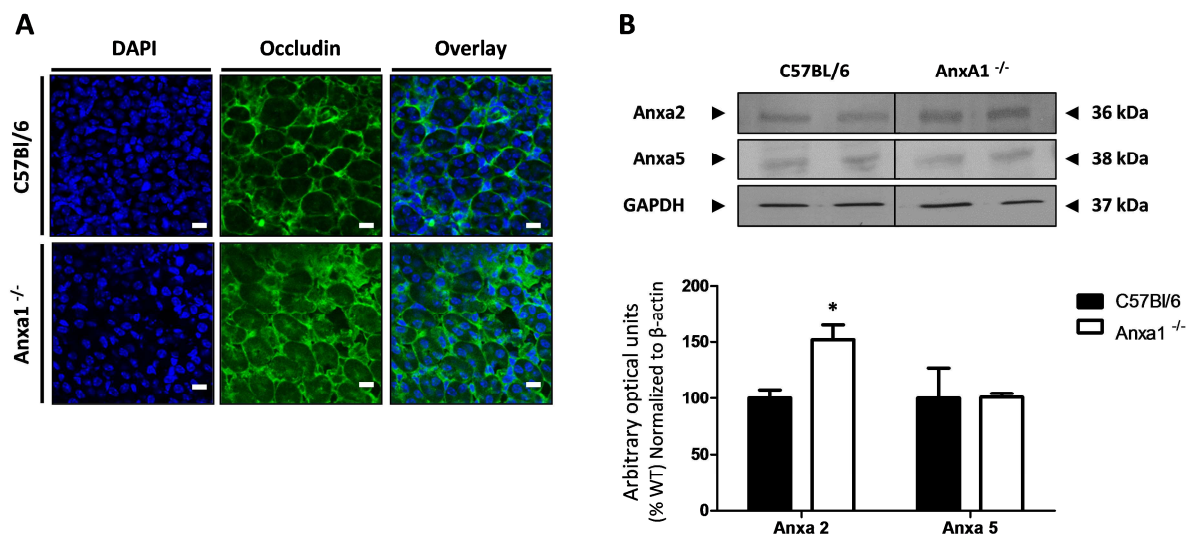 A
DAPI Occludin Overlay
C57Bl/6
Anxa1 -/-
B
C57BL/6 AnxA1 -/-
Anxa2 36 kDa
Anxa5 38 kDa
GAPDH 37 kDa
Arbitrary optical units
(% WT) Normalized to β-actin
200
150
100
50
0
*
Anxa 2 Anxa 5
C57Bl/6
Anxa1 -/-